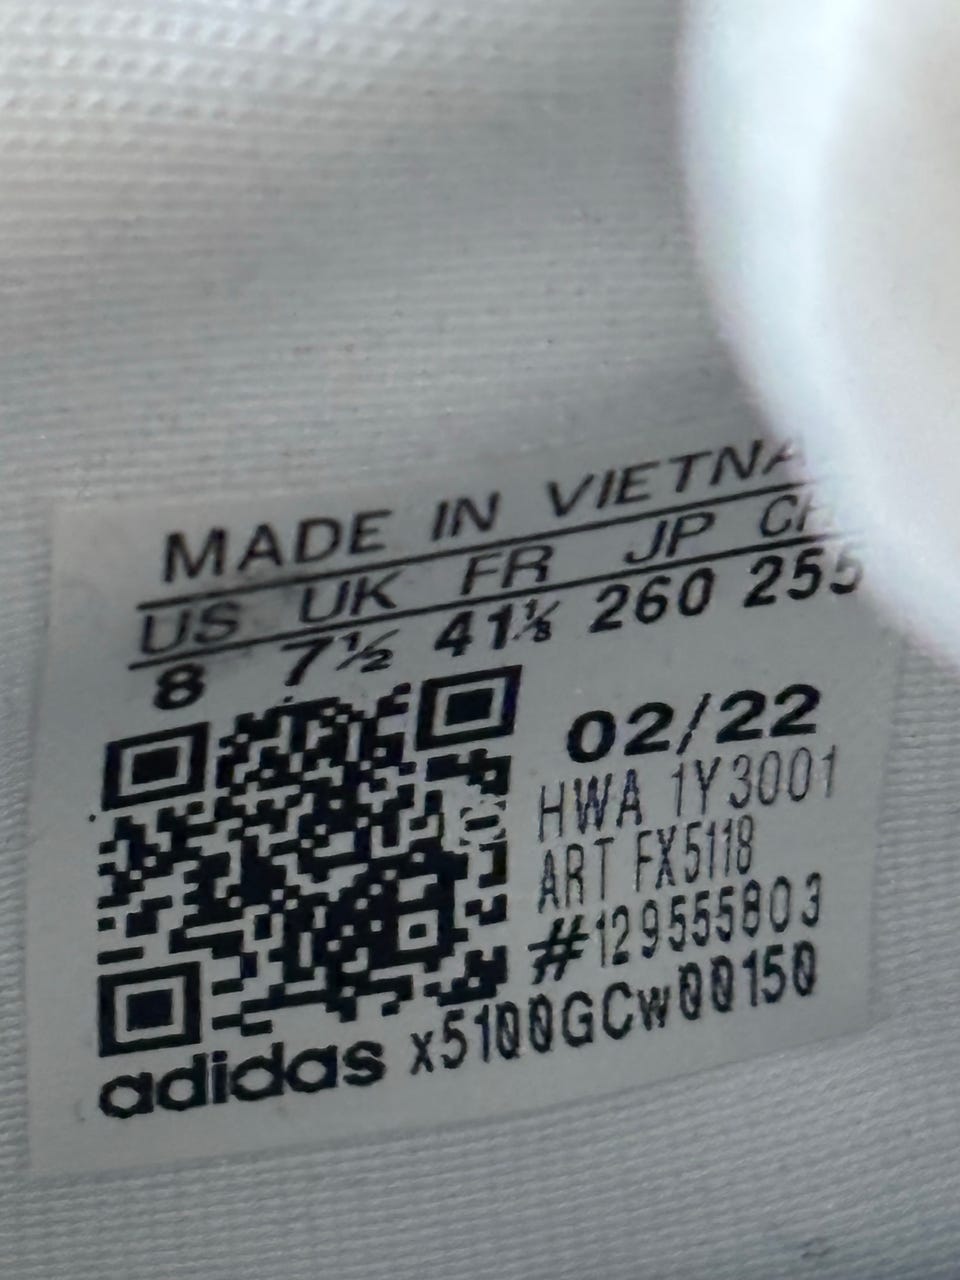 MADE IN VIETNA
US UK FR JP
8 7½ 41⅓ 260 255
02/22
HWA 1Y3001
ART FX5118
#129555803
adidas x5100GCw00150